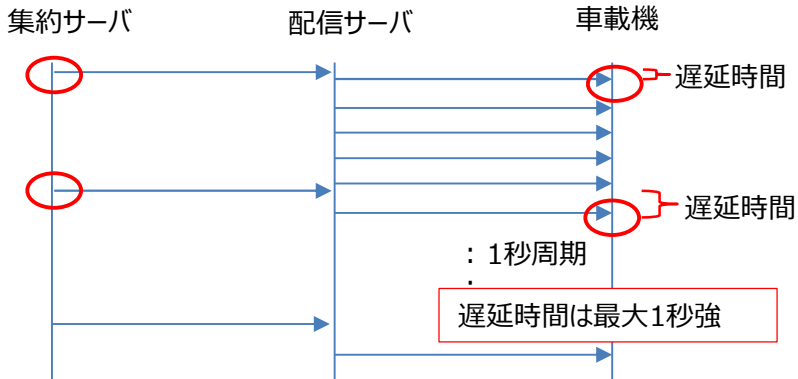 集約サーバ
配信サーバ
車載機
遅延時間
遅延時間
：1秒周期
：
遅延時間は最大1秒強